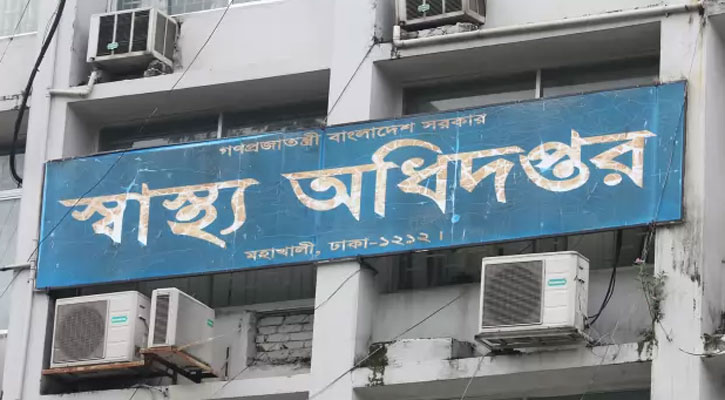 গণপ্রজাতন্ত্রী বাংলাদেশ সরকার
স্বাস্থ্য অধিদপ্তর
মহাখালী, ঢাকা-১২১২।